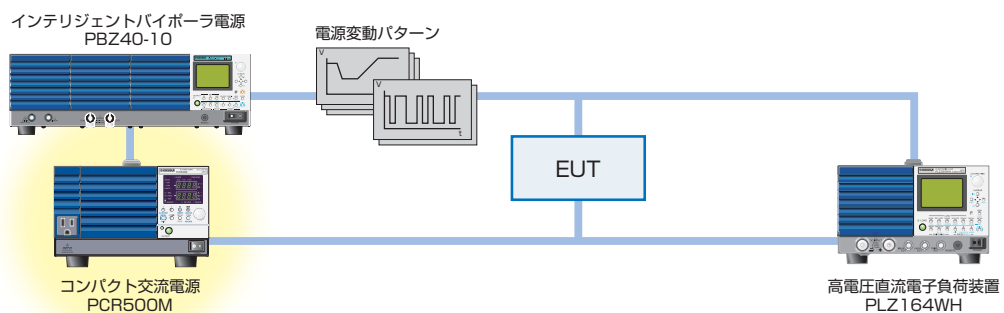 インテリジェントバイポーラ電源
PBZ40-10
電源変動パターン
V
V
t
EUT
コンパクト交流電源
PCR500M
高電圧直流電子負荷装置
PLZ164WH